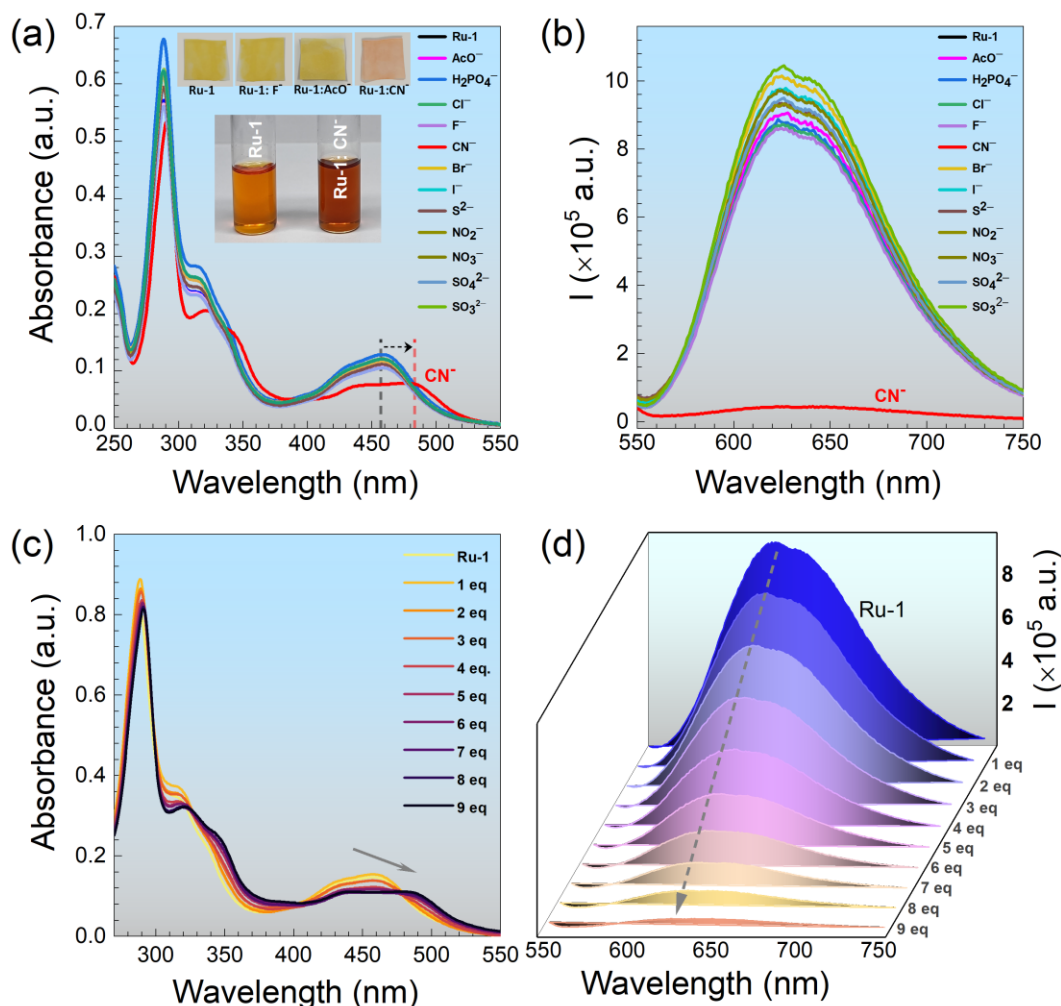 (a)
0.7
0.6
0.5
0.4
0.3
0.2
0.1
0.0
Absorbance (a.u.)
Ru-1
Ru-1: F⁻
Ru-1:AcO⁻
Ru-1:CN⁻
Ru-1
Ru-1: CN⁻
Ru-1
AcO⁻
H₂PO₄⁻
Cl⁻
F⁻
CN⁻
Br⁻
I⁻
S²⁻
NO₂⁻
NO₃⁻
SO₄²⁻
SO₃²⁻
CN⁻
250 300 350 400 450 500 550
Wavelength (nm)
(b)
10
8
6
4
2
0
I (×10⁵ a.u.)
Ru-1
AcO⁻
H₂PO₄⁻
Cl⁻
F⁻
CN⁻
Br⁻
I⁻
S²⁻
NO₂⁻
NO₃⁻
SO₄²⁻
SO₃²⁻
CN⁻
550 600 650 700 750
Wavelength (nm)
(c)
1.0
0.8
0.6
0.4
0.2
0.0
Absorbance (a.u.)
Ru-1
1 eq
2 eq
3 eq
4 eq.
5 eq
6 eq
7 eq
8 eq
9 eq
300 350 400 450 500 550
Wavelength (nm)
(d)
Ru-1
8
6
4
2
I (×10⁵ a.u.)
1 eq
2 eq
3 eq
4 eq
5 eq
6 eq
7 eq
8 eq
9 eq
550 600 650 700 750
Wavelength (nm)